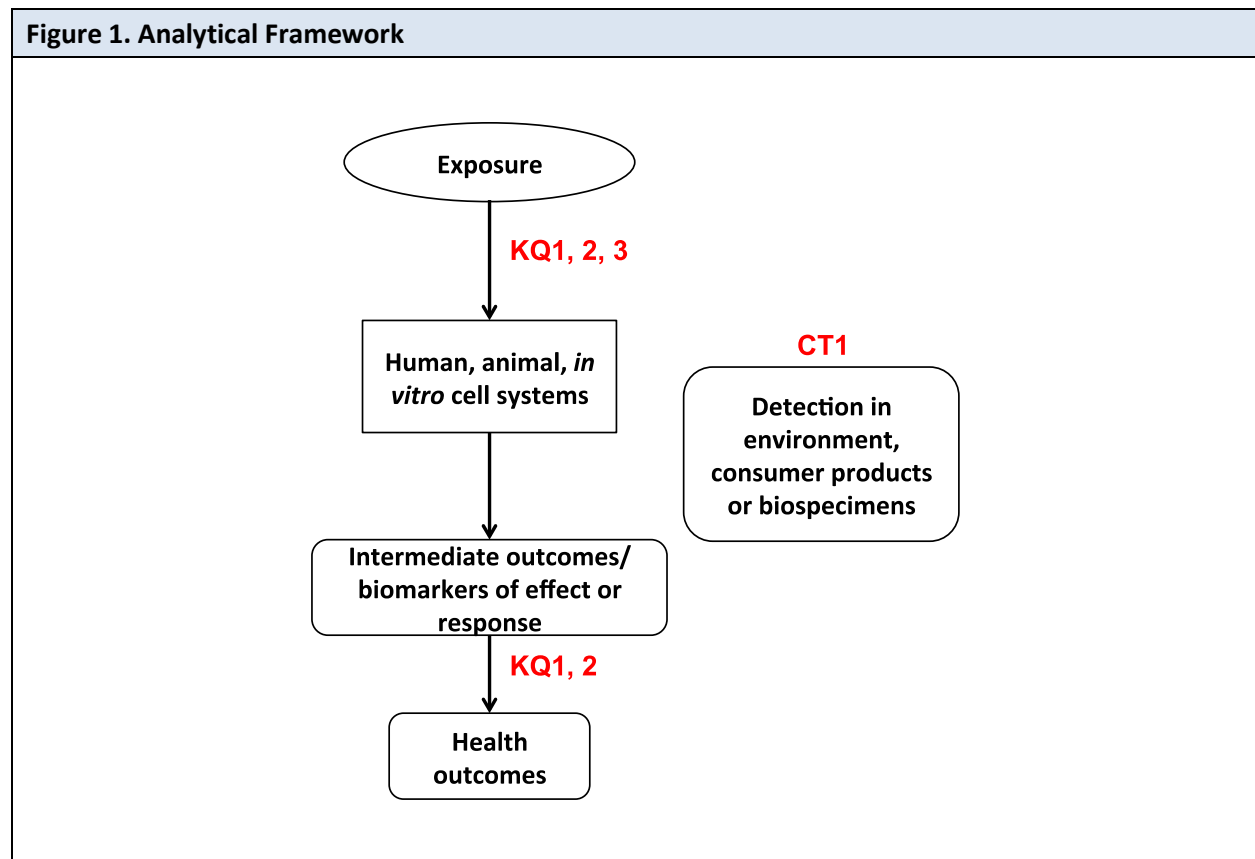 Figure 1. Analytical Framework
Exposure
KQ1, 2, 3
Human, animal, in
vitro cell systems
CT1
Detection in
environment,
consumer products
or biospecimens
Intermediate outcomes/
biomarkers of effect or
response
KQ1, 2
Health
outcomes